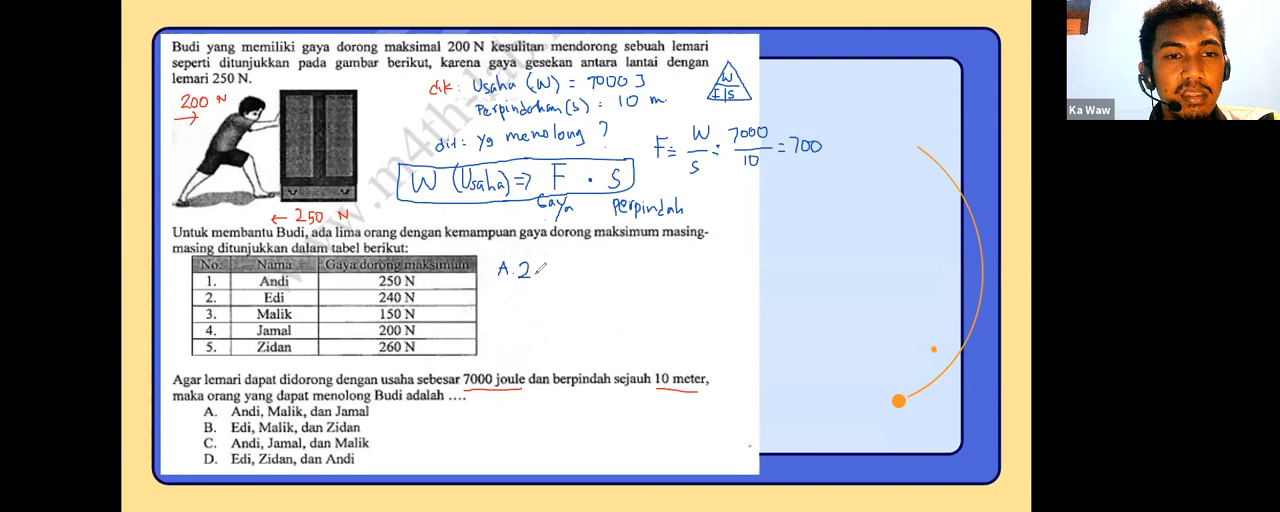 Budi yang memiliki gaya dorong maksimal 200 N kesulitan mendorong sebuah lemari
seperti ditunjukkan pada gambar berikut, karena gaya gesekan antara lantai dengan
lemari 250 N.
dik : Usaha (W) = 7000 J
Perpindahan (s) : 10 m
W
F | S
200 N
→
dit : yg menolong ?
F = W/s = 7000/10 = 700
W (Usaha) ⇒ F . S
Gaya Perpindah
← 250 N
www.m4th-lab
Untuk membantu Budi, ada lima orang dengan kemampuan gaya dorong maksimum masing-
masing ditunjukkan dalam tabel berikut:
No. Nama Gaya dorong maksimum
1. Andi 250 N
2. Edi 240 N
3. Malik 150 N
4. Jamal 200 N
5. Zidan 260 N
A. 2
Agar lemari dapat didorong dengan usaha sebesar 7000 joule dan berpindah sejauh 10 meter,
maka orang yang dapat menolong Budi adalah ....
A. Andi, Malik, dan Jamal
B. Edi, Malik, dan Zidan
C. Andi, Jamal, dan Malik
D. Edi, Zidan, dan Andi
Ka Waw